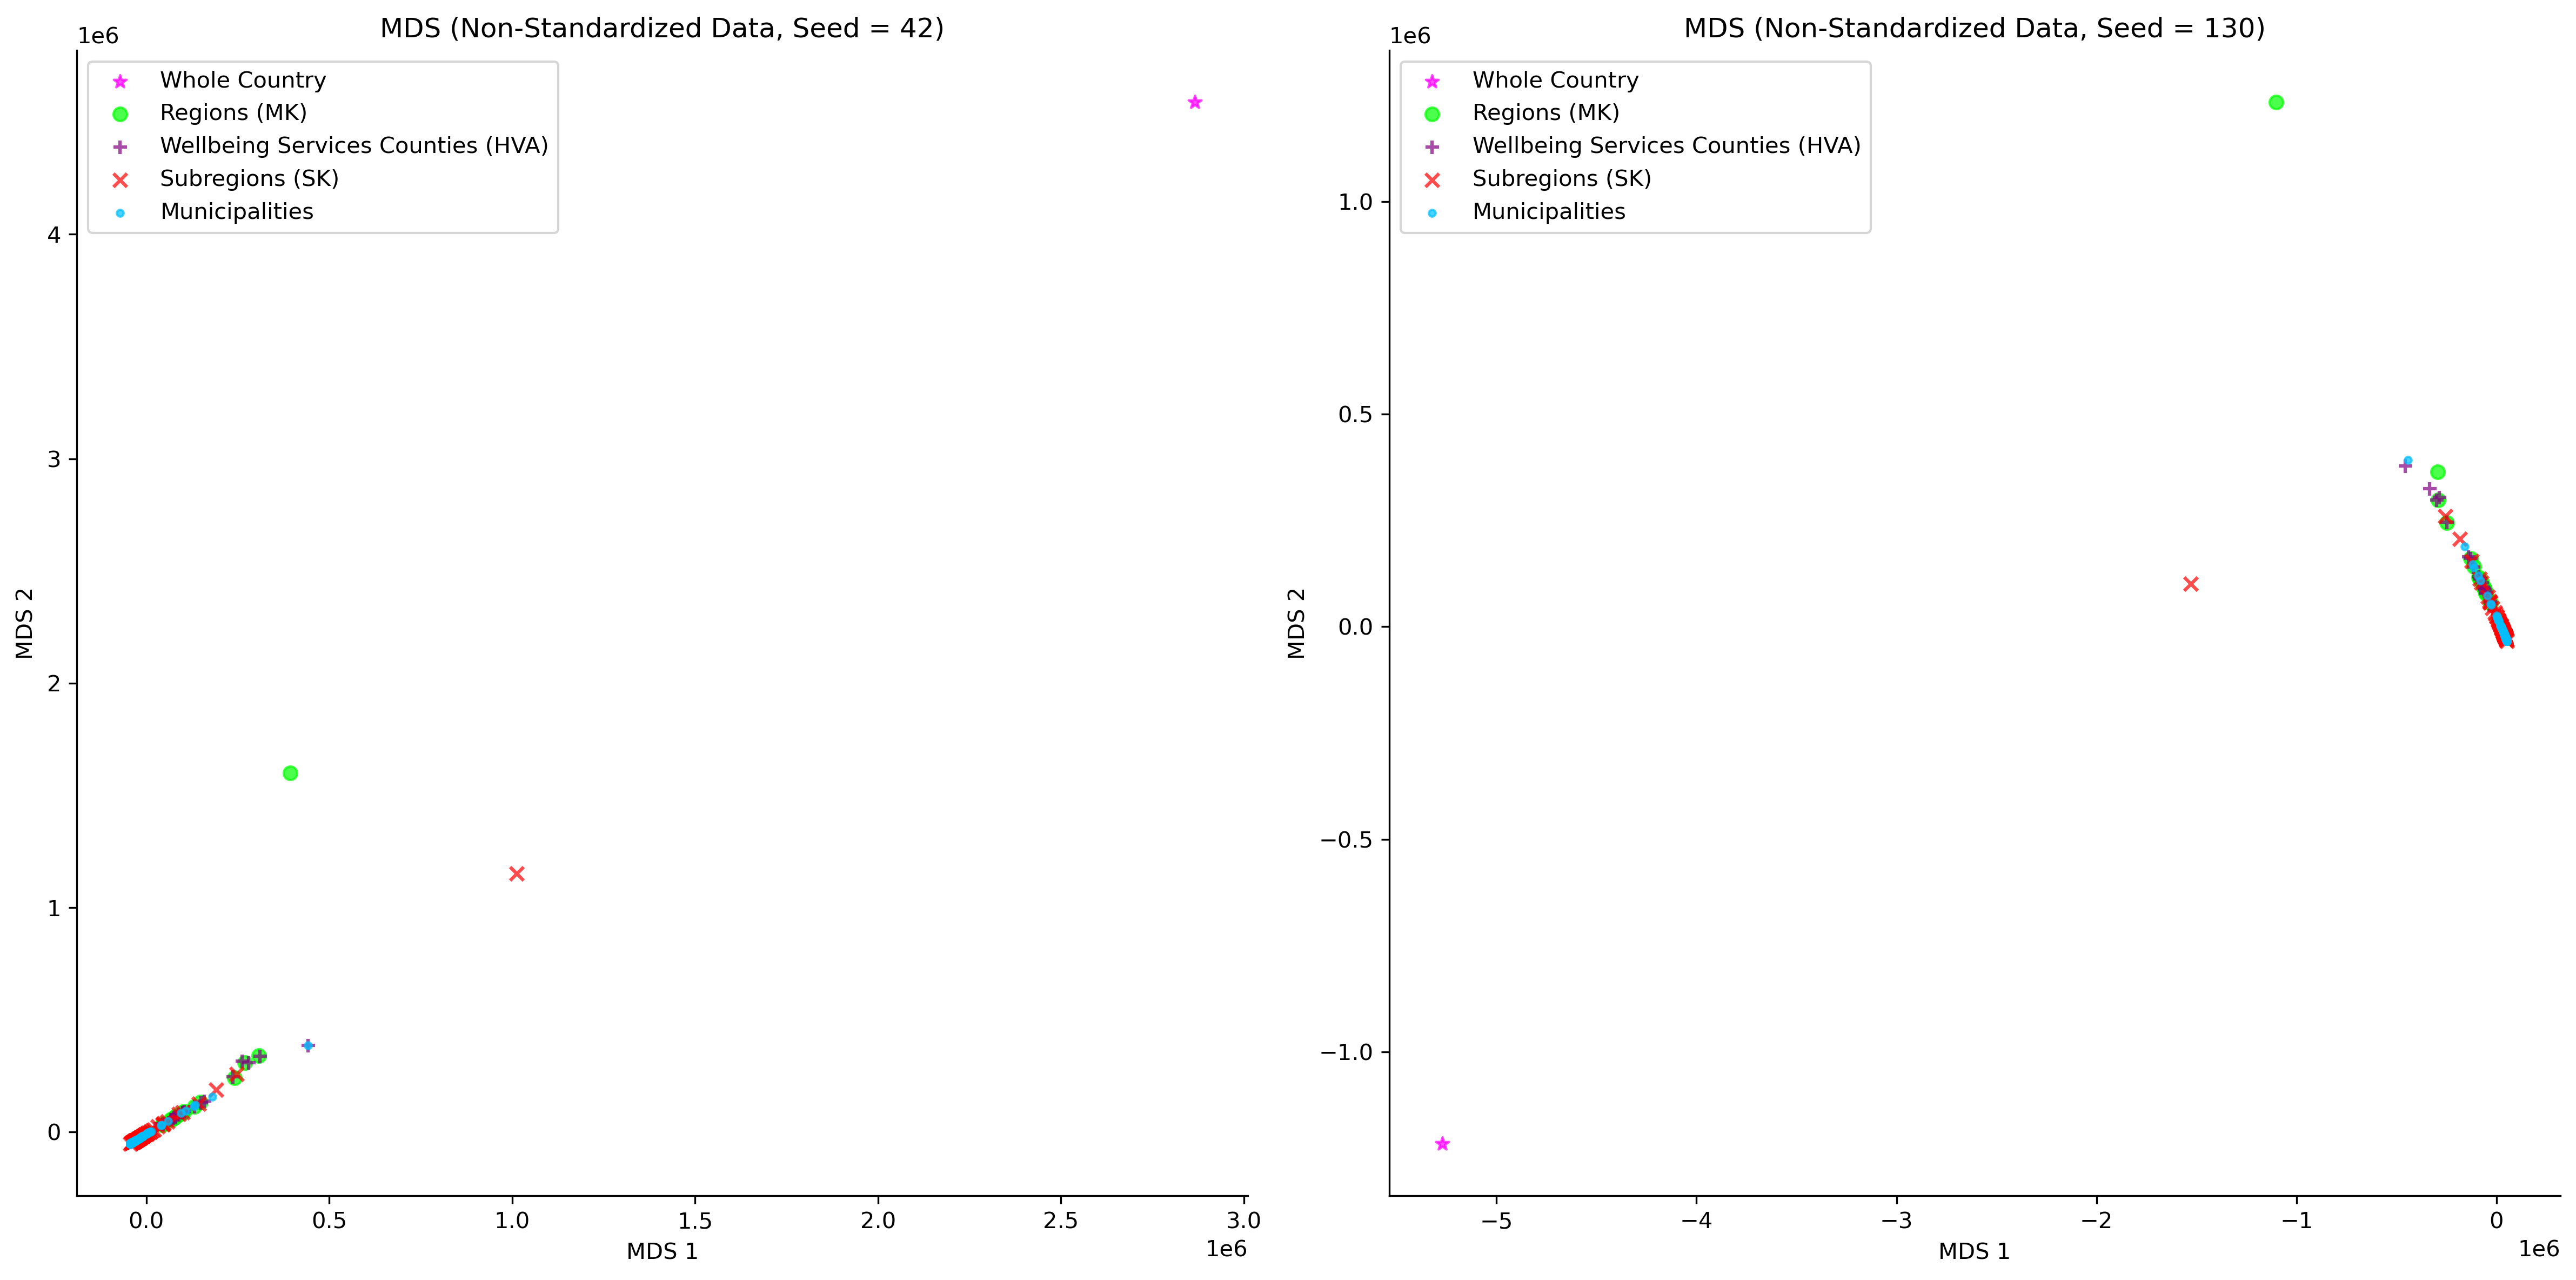 MDS (Non-Standardized Data, Seed = 42)
1e6
Whole Country
Regions (MK)
Wellbeing Services Counties (HVA)
Subregions (SK)
Municipalities
4
3
2
1
0
MDS 2
0.0 0.5 1.0 1.5 2.0 2.5 3.0
1e6
MDS 1
MDS (Non-Standardized Data, Seed = 130)
1e6
Whole Country
Regions (MK)
Wellbeing Services Counties (HVA)
Subregions (SK)
Municipalities
1.0
0.5
0.0
−0.5
−1.0
MDS 2
−5 −4 −3 −2 −1 0
1e6
MDS 1